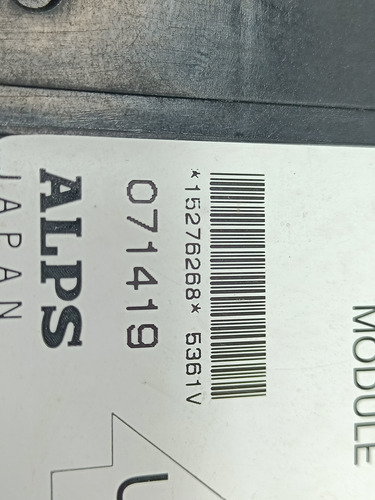 MODULE
*15276268* 5361V
071419
ALPS
JAPAN
U